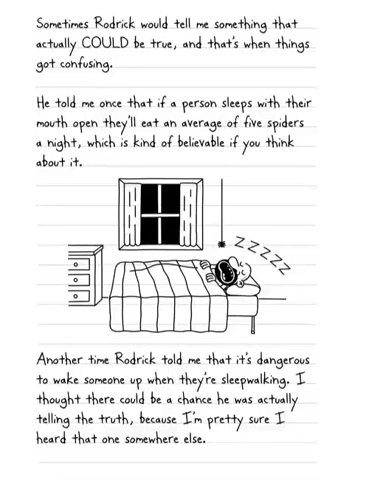 Sometimes Rodrick would tell me something that
actually COULD be true, and that's when things
got confusing.
He told me once that if a person sleeps with their
mouth open they'll eat an average of five spiders
a night, which is kind of believable if you think
about it.
ZZZZZ
Another time Rodrick told me that it's dangerous
to wake someone up when they're sleepwalking. I
thought there could be a chance he was actually
telling the truth, because I'm pretty sure I
heard that one somewhere else.